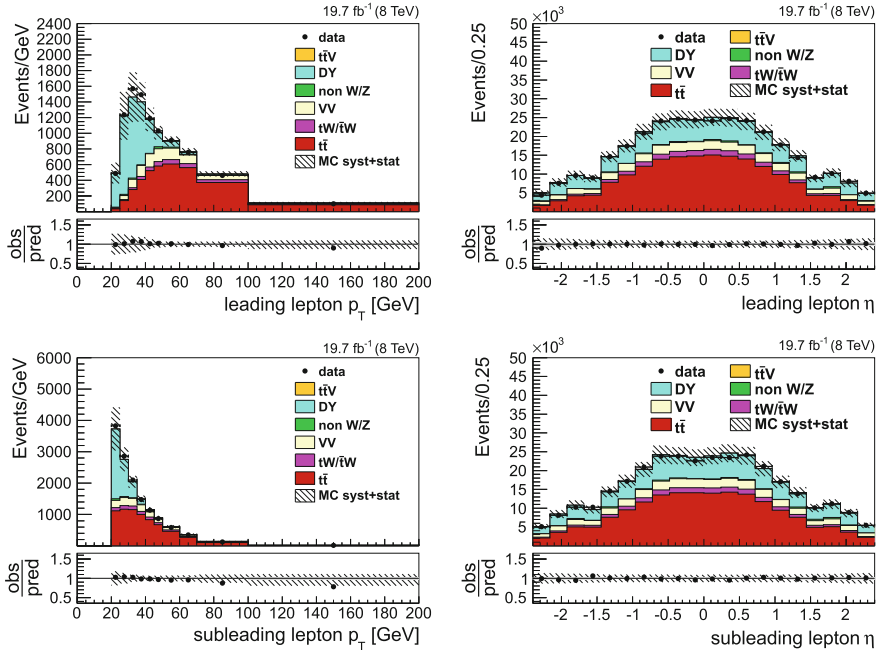 19.7 fb⁻¹ (8 TeV)
Events/GeV
2400
2200
2000
1800
1600
1400
1200
1000
800
600
400
200
data
tt̄V
DY
non W/Z
VV
tW/t̄W
tt̄
MC syst+stat
obs
pred
1.5
1
0.5
0 20 40 60 80 100 120 140 160 180 200
leading lepton p_T [GeV]
19.7 fb⁻¹ (8 TeV)
×10³
Events/0.25
50
45
40
35
30
25
20
15
10
5
data
DY
VV
tt̄
tt̄V
non W/Z
tW/t̄W
MC syst+stat
obs
pred
1.5
1
0.5
-2 -1.5 -1 -0.5 0 0.5 1 1.5 2
leading lepton η
19.7 fb⁻¹ (8 TeV)
Events/GeV
6000
5000
4000
3000
2000
1000
data
tt̄V
DY
non W/Z
VV
tW/t̄W
tt̄
MC syst+stat
obs
pred
1.5
1
0.5
0 20 40 60 80 100 120 140 160 180 200
subleading lepton p_T [GeV]
19.7 fb⁻¹ (8 TeV)
×10³
Events/0.25
50
45
40
35
30
25
20
15
10
5
data
DY
VV
tt̄
tt̄V
non W/Z
tW/t̄W
MC syst+stat
obs
pred
1.5
1
0.5
-2 -1.5 -1 -0.5 0 0.5 1 1.5 2
subleading lepton η